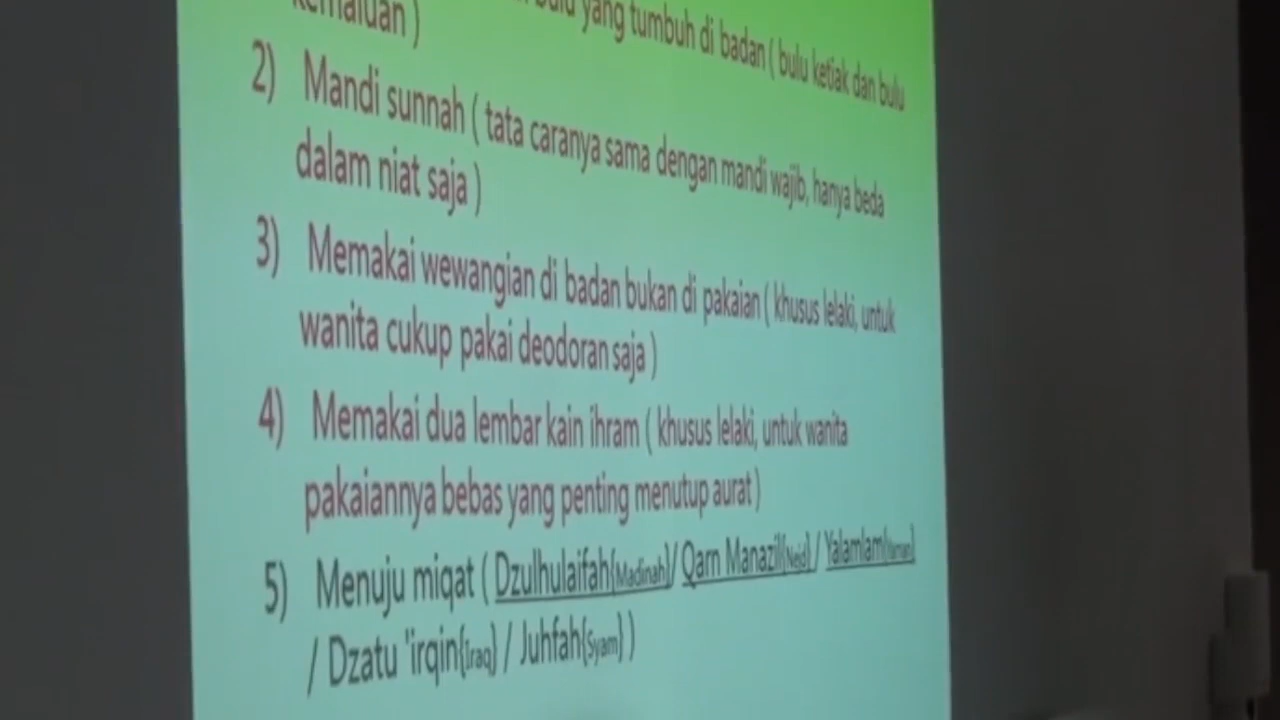 bulu yang tumbuh di badan ( bulu ketiak dan bulu
kemaluan )
2) Mandi sunnah ( tata caranya sama dengan mandi wajib, hanya beda
dalam niat saja )
3) Memakai wewangian di badan bukan di pakaian ( khusus lelaki, untuk
wanita cukup pakai deodoran saja )
4) Memakai dua lembar kain ihram ( khusus lelaki, untuk wanita
pakaiannya bebas yang penting menutup aurat )
5) Menuju miqat ( Dzulhulaifah{Madinah}/ Qarn Manazil{Nejd} / Yalamlam{Yaman}
/ Dzatu "irqin{iraq} / Juhfah{Syam} )